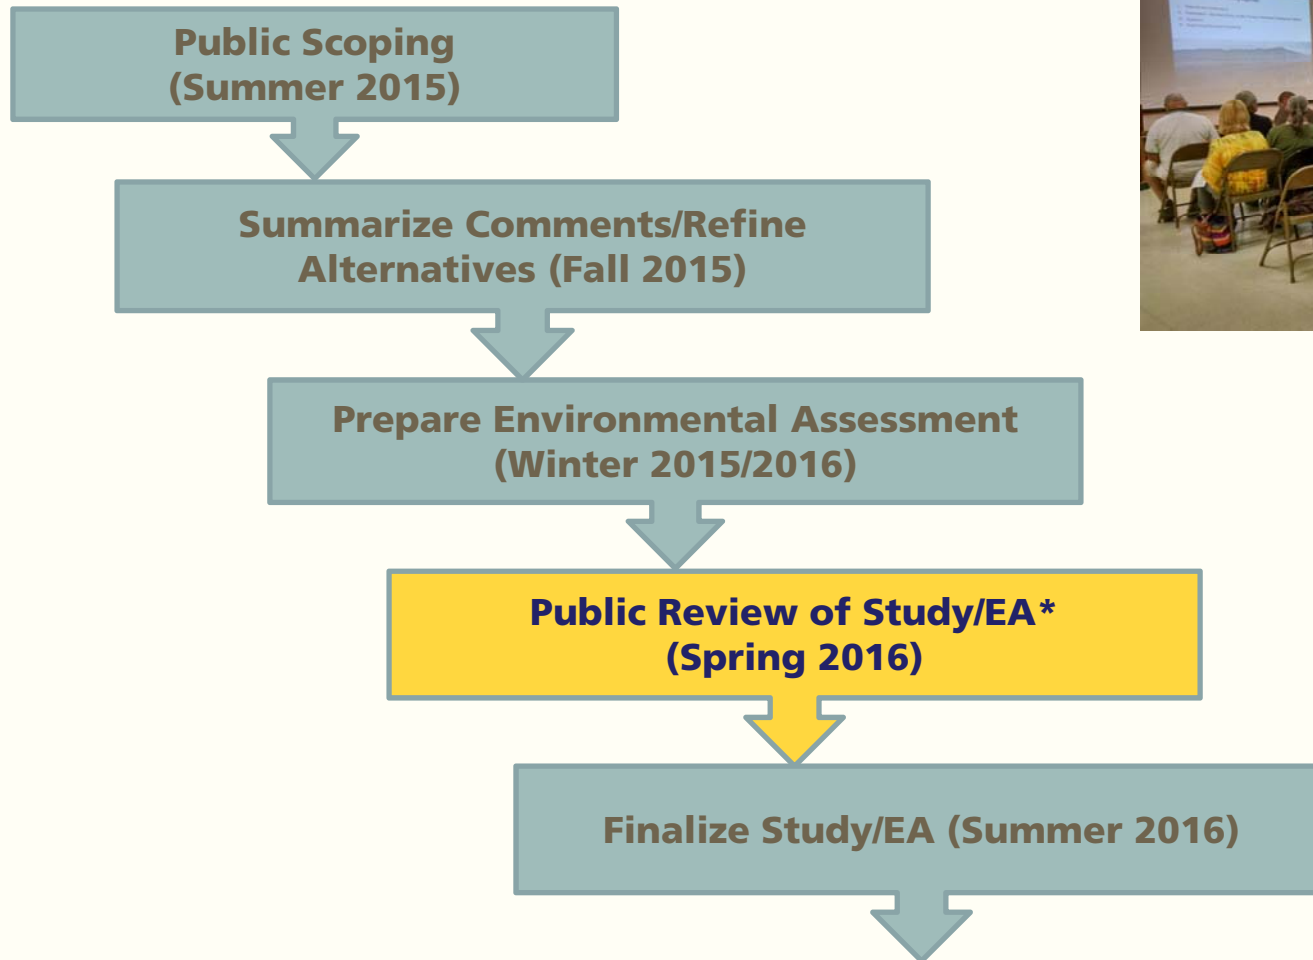 Public Scoping
(Summer 2015)
Summarize Comments/Refine
Alternatives (Fall 2015)
Prepare Environmental Assessment
(Winter 2015/2016)
Public Review of Study/EA*
(Spring 2016)
Finalize Study/EA (Summer 2016)